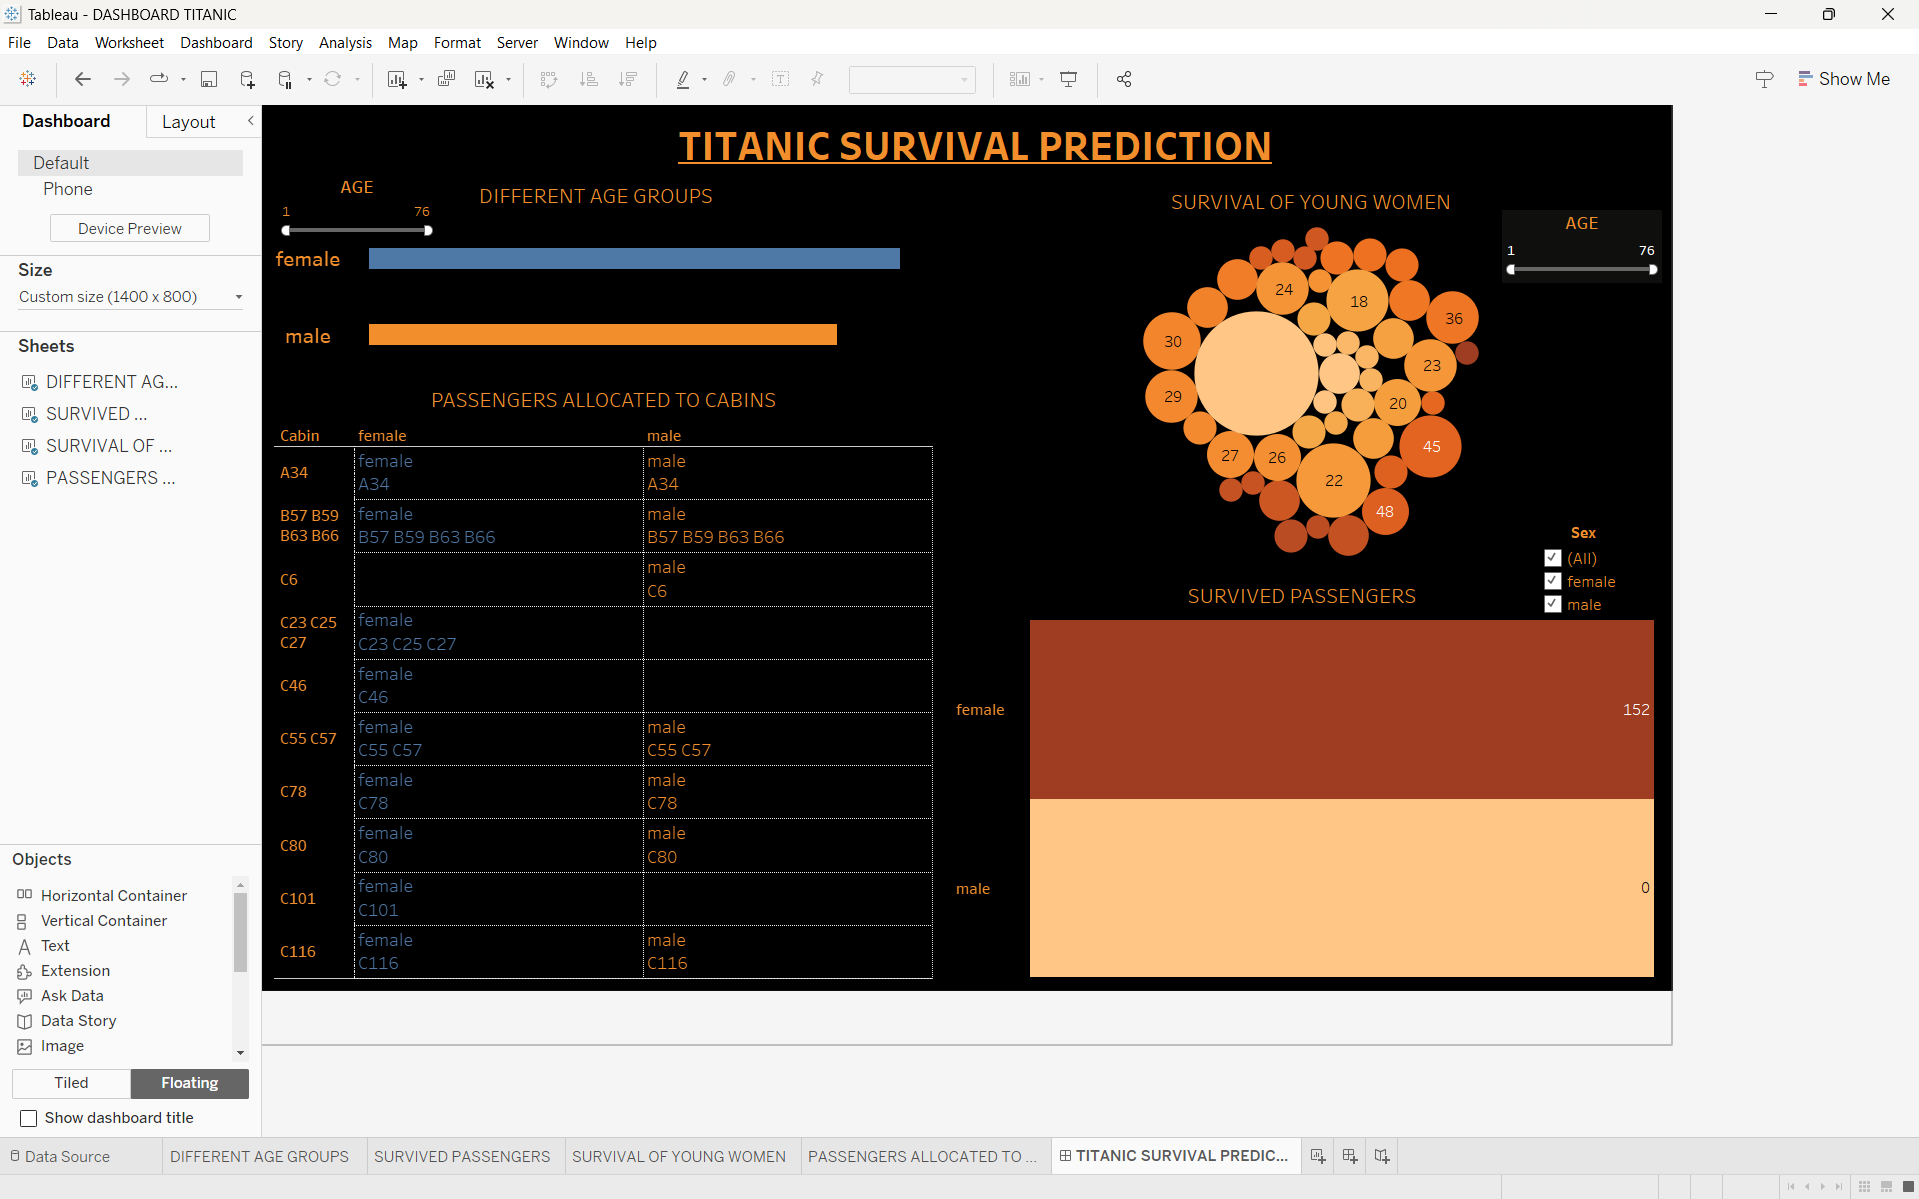 Tableau - DASHBOARD TITANIC
File Data Worksheet Dashboard Story Analysis Map Format Server Window Help
Show Me
Dashboard Layout
Default
Phone
Device Preview
Size
Custom size (1400 x 800)
Sheets
DIFFERENT AG...
SURVIVED ...
SURVIVAL OF ...
PASSENGERS ...
Objects
Horizontal Container
Vertical Container
Text
Extension
Ask Data
Data Story
Image
Tiled Floating
Show dashboard title
TITANIC SURVIVAL PREDICTION
AGE
1 76
DIFFERENT AGE GROUPS
female
male
PASSENGERS ALLOCATED TO CABINS
Cabin female male
A34
female
A34
male
A34
B57 B59
B63 B66
female
B57 B59 B63 B66
male
B57 B59 B63 B66
C6
male
C6
C23 C25
C27
female
C23 C25 C27
C46
female
C46
C55 C57
female
C55 C57
male
C55 C57
C78
female
C78
male
C78
C80
female
C80
male
C80
C101
female
C101
C116
female
C116
male
C116
SURVIVAL OF YOUNG WOMEN
AGE
1 76
24
18
36
30
23
29
20
45
27
26
22
48
Sex
(All)
female
male
SURVIVED PASSENGERS
female
152
male
0
Data Source DIFFERENT AGE GROUPS SURVIVED PASSENGERS SURVIVAL OF YOUNG WOMEN PASSENGERS ALLOCATED TO ... TITANIC SURVIVAL PREDIC...